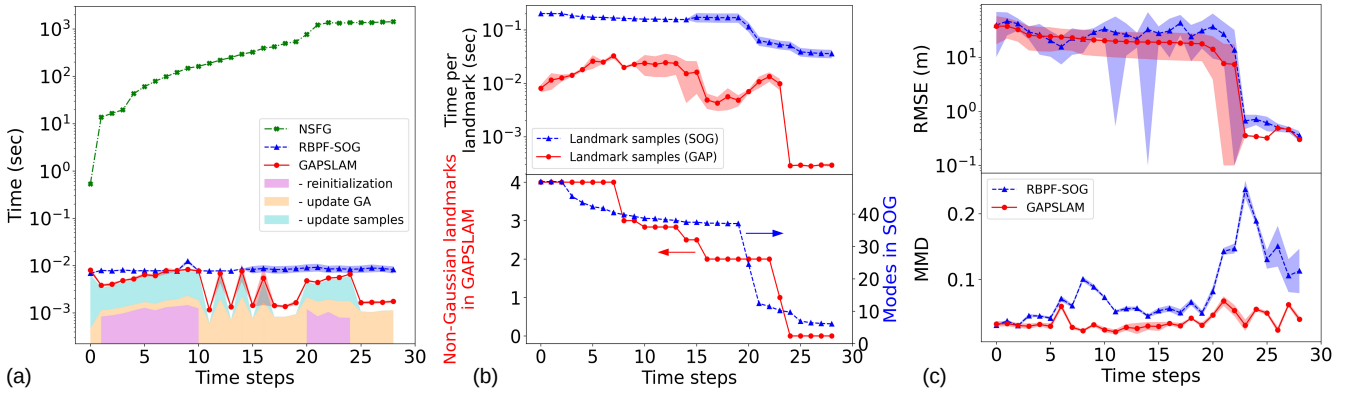 10³
10²
10¹
10⁰
10⁻¹
10⁻²
10⁻³
Time (sec)
NSFG
RBPF-SOG
GAPSLAM
- reinitialization
- update GA
- update samples
0 5 10 15 20 25 30
Time steps
(a)
10⁻¹
10⁻²
10⁻³
Time per
landmark (sec)
Landmark samples (SOG)
Landmark samples (GAP)
4
3
2
1
0
Non-Gaussian landmarks
in GAPSLAM
40
30
20
10
0
Modes in SOG
0 5 10 15 20 25 30
Time steps
(b)
10¹
10⁰
10⁻¹
RMSE (m)
RBPF-SOG
GAPSLAM
0.2
0.1
MMD
0 5 10 15 20 25 30
Time steps
(c)